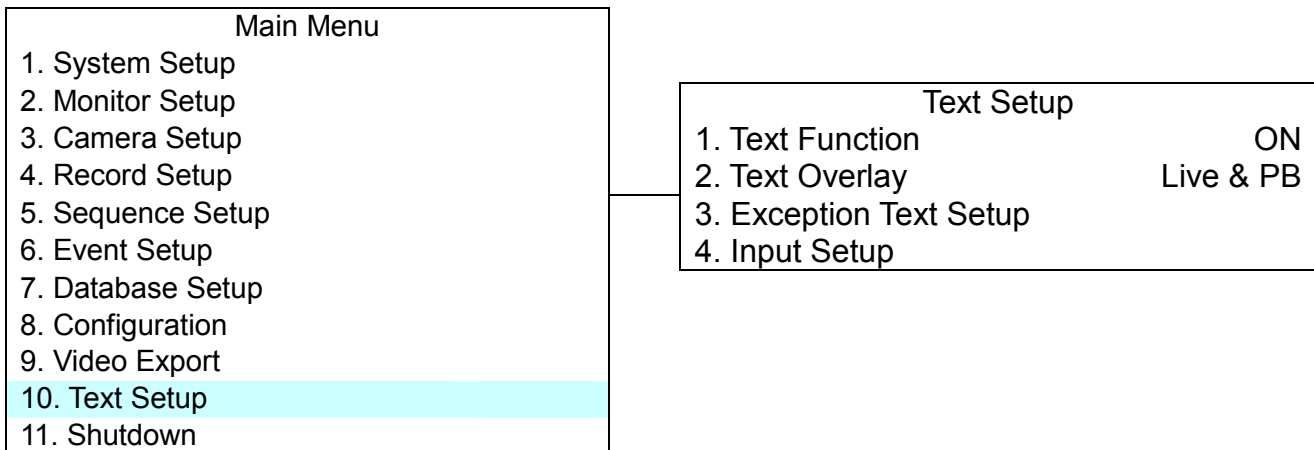 Main Menu
1. System Setup
2. Monitor Setup
3. Camera Setup
4. Record Setup
5. Sequence Setup
6. Event Setup
7. Database Setup
8. Configuration
9. Video Export
10. Text Setup
11. Shutdown
Text Setup
1. Text Function ON
2. Text Overlay Live & PB
3. Exception Text Setup
4. Input Setup